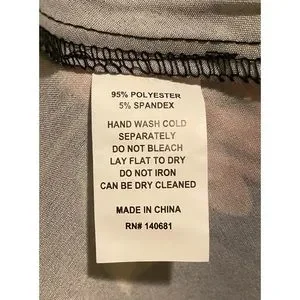 95% POLYESTER
5% SPANDEX
HAND WASH COLD
SEPARATELY
DO NOT BLEACH
LAY FLAT TO DRY
DO NOT IRON
CAN BE DRY CLEANED
MADE IN CHINA
RN# 140681